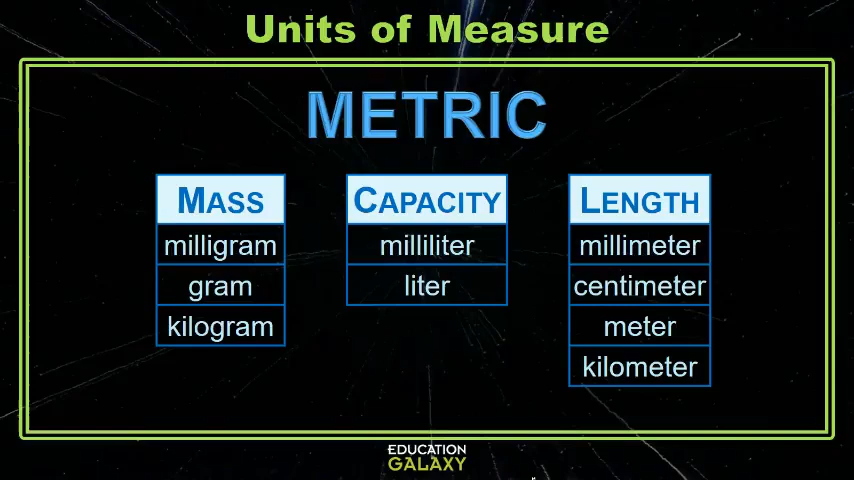 Units of Measure
METRIC
MASS
milligram
gram
kilogram
CAPACITY
milliliter
liter
LENGTH
millimeter
centimeter
meter
kilometer
EDUCATION
GALAXY